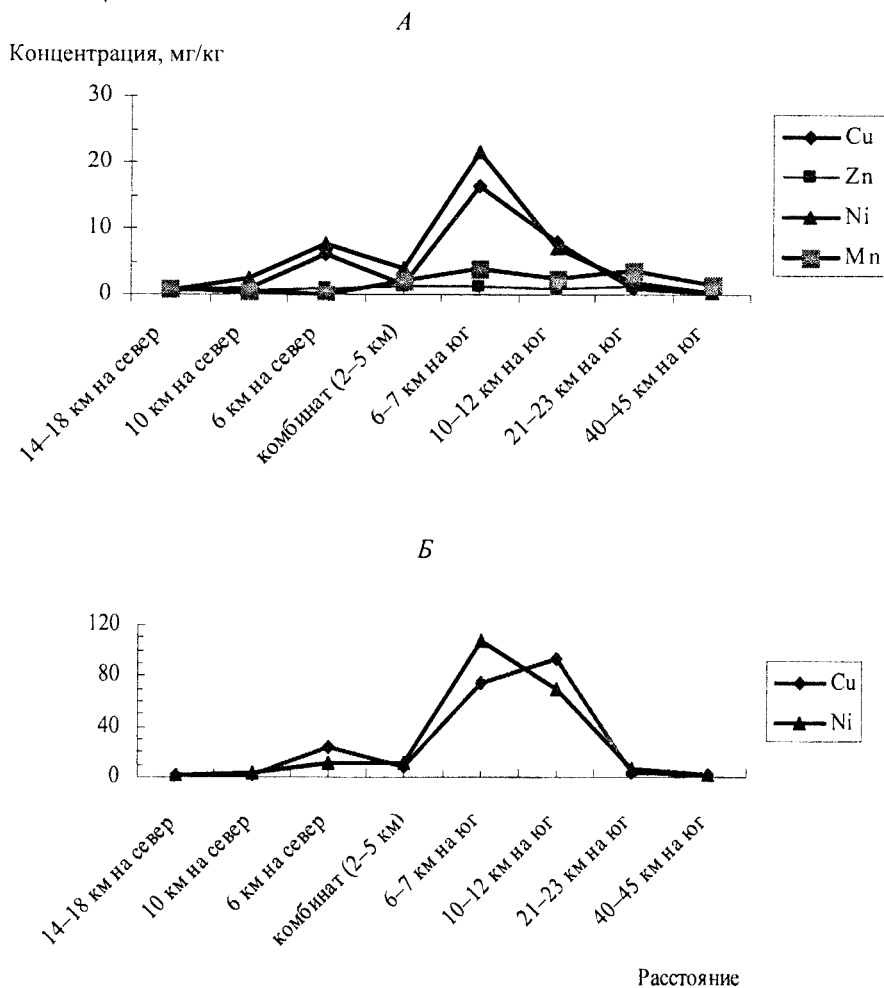 А
Концентрация, мг/кг
30
20
10
0
Cu
Zn
Ni
Mn
14–18 км на север
10 км на север
6 км на север
комбинат (2–5 км)
6–7 км на юг
10–12 км на юг
21–23 км на юг
40–45 км на юг
Б
120
80
40
0
Cu
Ni
14–18 км на север
10 км на север
6 км на север
комбинат (2–5 км)
6–7 км на юг
10–12 км на юг
21–23 км на юг
40–45 км на юг
Расстояние